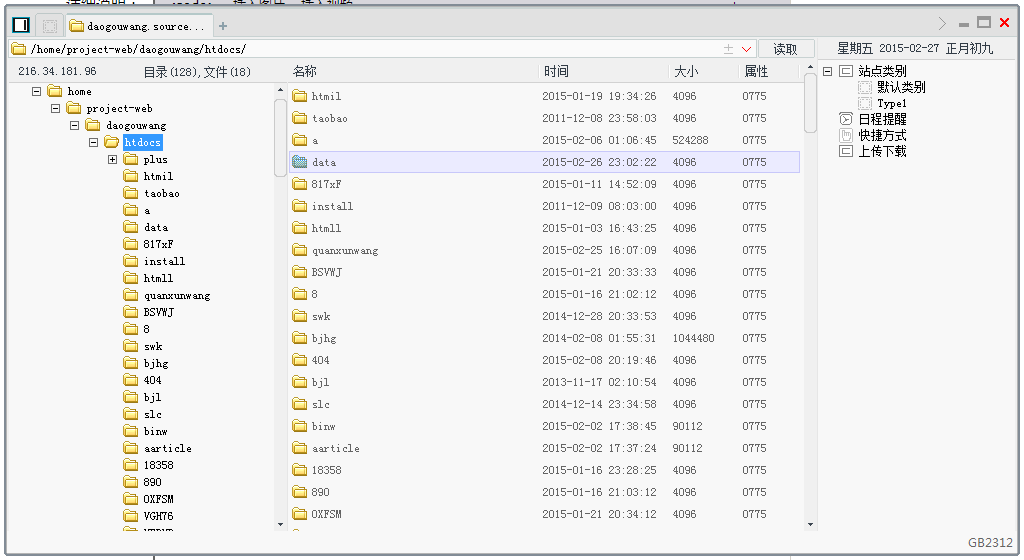 daogouwang.source...
/home/project-web/daogouwang/htdocs/
读取
星期五 2015-02-27 正月初九
216.34.181.96
目录(128),文件(18)
home
project-web
daogouwang
htdocs
plus
htmil
taobao
a
data
817xF
install
htmll
quanxunwang
BSVWJ
8
swk
bjhg
404
bjl
slc
binw
aarticle
18358
890
OXFSM
VGH76
名称 时间 大小 属性
htmil 2015-01-19 19:34:26 4096 0775
taobao 2011-12-08 23:58:03 4096 0775
a 2015-02-06 01:06:45 524288 0775
data 2015-02-26 23:02:22 4096 0775
817xF 2015-01-11 14:52:09 4096 0775
install 2011-12-09 08:03:00 4096 0775
htmll 2015-01-03 16:43:25 4096 0775
quanxunwang 2015-02-25 16:07:09 4096 0775
BSVWJ 2015-01-21 20:33:33 4096 0775
8 2015-01-16 21:02:12 4096 0775
swk 2014-12-28 20:33:53 4096 0775
bjhg 2014-02-08 01:55:31 1044480 0775
404 2015-02-08 20:19:46 4096 0775
bjl 2013-11-17 02:10:54 4096 0775
slc 2014-12-14 23:34:58 4096 0775
binw 2015-02-02 17:38:45 90112 0775
aarticle 2015-02-02 17:37:24 90112 0775
18358 2015-01-16 23:28:25 4096 0775
890 2015-01-16 21:03:12 4096 0775
OXFSM 2015-01-21 20:34:12 4096 0775
站点类别
默认类别
Type1
日程提醒
快捷方式
上传下载
GB2312